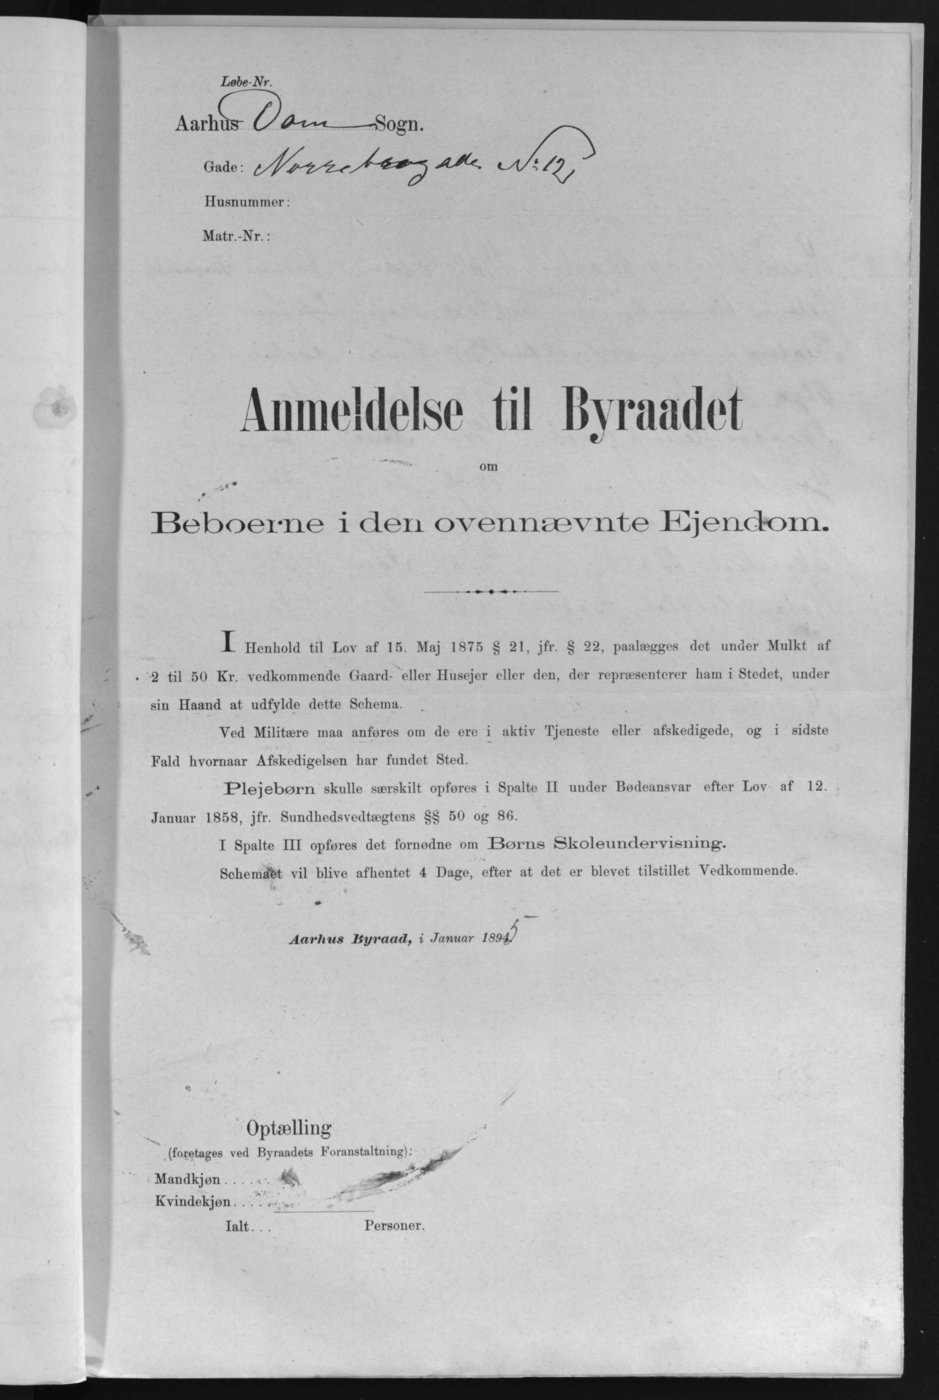 Løbe-Nr.
Aarhus Dom Sogn.
Gade: Nørrebrogade Nr 12
Husnummer:
Matr.-Nr.:
Anmeldelse til Byraadet
om
Beboerne i den ovennævnte Ejendom.
I Henhold til Lov af 15. Maj 1875 § 21, jfr. § 22, paalægges det under Mulkt af
2 til 50 Kr. vedkommende Gaard- eller Husejer eller den, der repræsenterer ham i Stedet, under
sin Haand at udfylde dette Schema.
Ved Militære maa anføres om de ere i aktiv Tjeneste eller afskedigede, og i sidste
Fald hvornaar Afskedigelsen har fundet Sted.
Plejebørn skulle særskilt opføres i Spalte II under Bødeansvar efter Lov af 12.
Januar 1858, jfr. Sundhedsvedtægtens §§ 50 og 86.
I Spalte III opføres det fornødne om Børns Skoleundervisning.
Schemaet vil blive afhentet 4 Dage, efter at det er blevet tilstillet Vedkommende.
Aarhus Byraad, i Januar 1895
Optælling
(foretages ved Byraadets Foranstaltning):
Mandkjøn . . . . . .
Kvindekjøn . . . . .
Ialt . . . Personer.